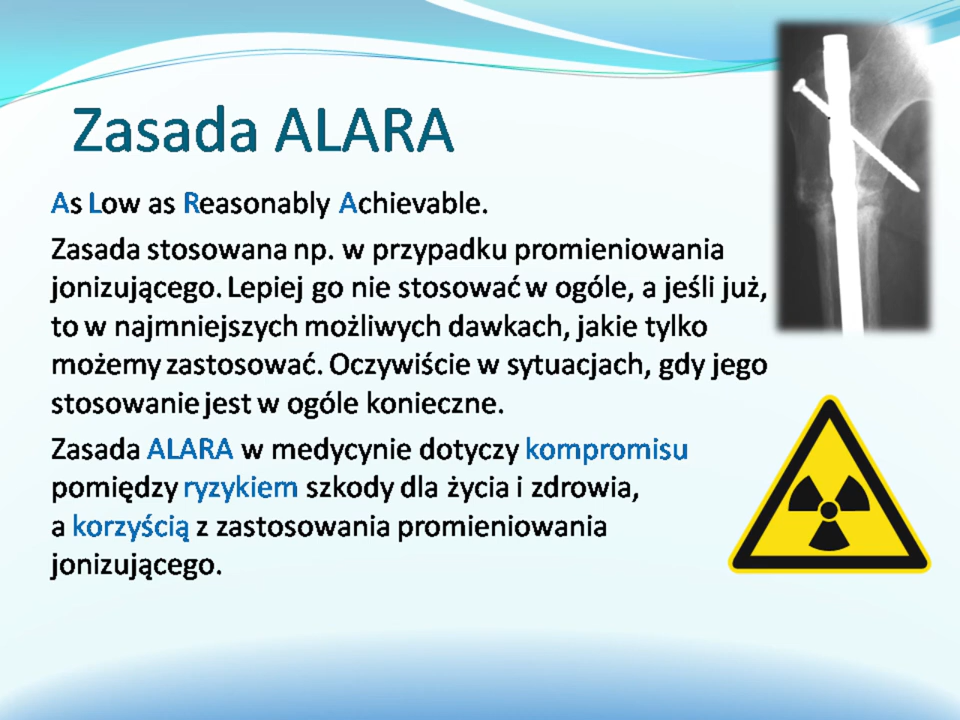 Zasada ALARA
As Low as Reasonably Achievable.
Zasada stosowana np. w przypadku promieniowania
jonizującego. Lepiej go nie stosować w ogóle, a jeśli już,
to w najmniejszych możliwych dawkach, jakie tylko
możemy zastosować. Oczywiście w sytuacjach, gdy jego
stosowanie jest w ogóle konieczne.
Zasada ALARA w medycynie dotyczy kompromisu
pomiędzy ryzykiem szkody dla życia i zdrowia,
a korzyścią z zastosowania promieniowania
jonizującego.